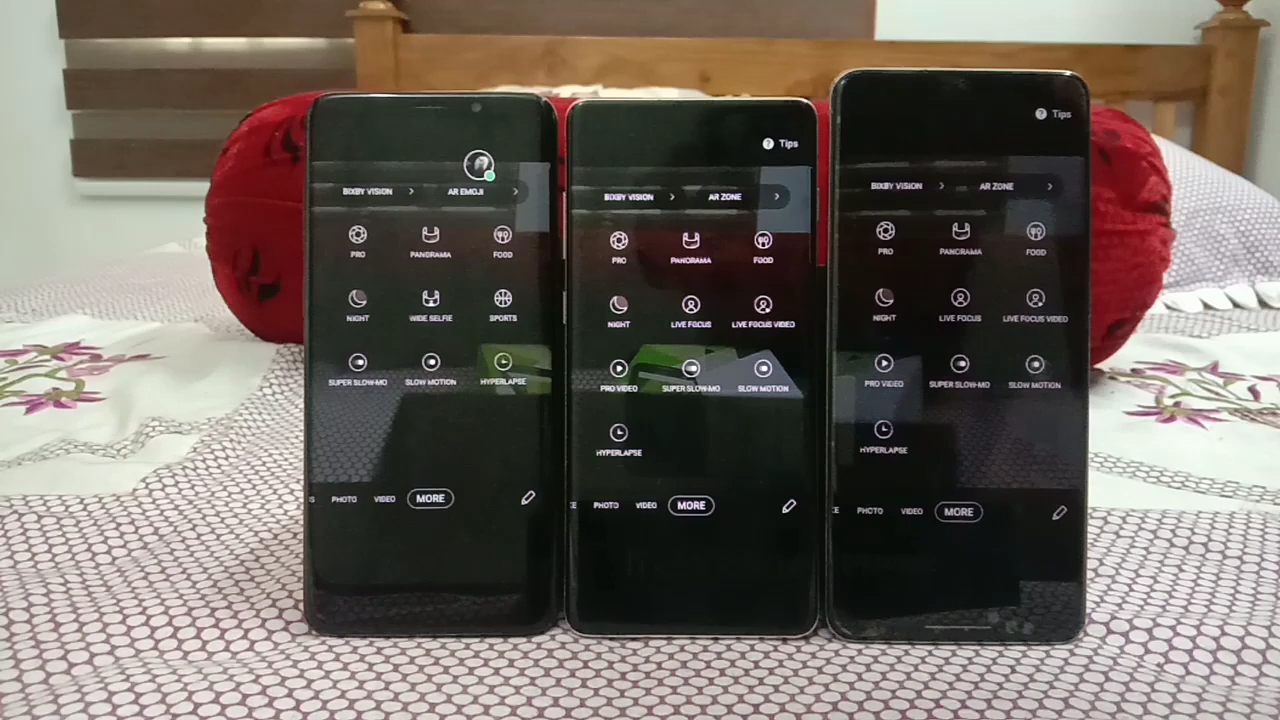 BIXBY VISION > AR EMOJI >
PRO PANORAMA FOOD
NIGHT WIDE SELFIE SPORTS
SUPER SLOW-MO SLOW MOTION HYPERLAPSE
S PHOTO VIDEO MORE
? Tips
BIXBY VISION > AR ZONE >
PRO PANORAMA FOOD
NIGHT LIVE FOCUS LIVE FOCUS VIDEO
PRO VIDEO SUPER SLOW-MO SLOW MOTION
HYPERLAPSE
E PHOTO VIDEO MORE
? Tips
BIXBY VISION > AR ZONE >
PRO PANORAMA FOOD
NIGHT LIVE FOCUS LIVE FOCUS VIDEO
PRO VIDEO SUPER SLOW-MO SLOW MOTION
HYPERLAPSE
E PHOTO VIDEO MORE